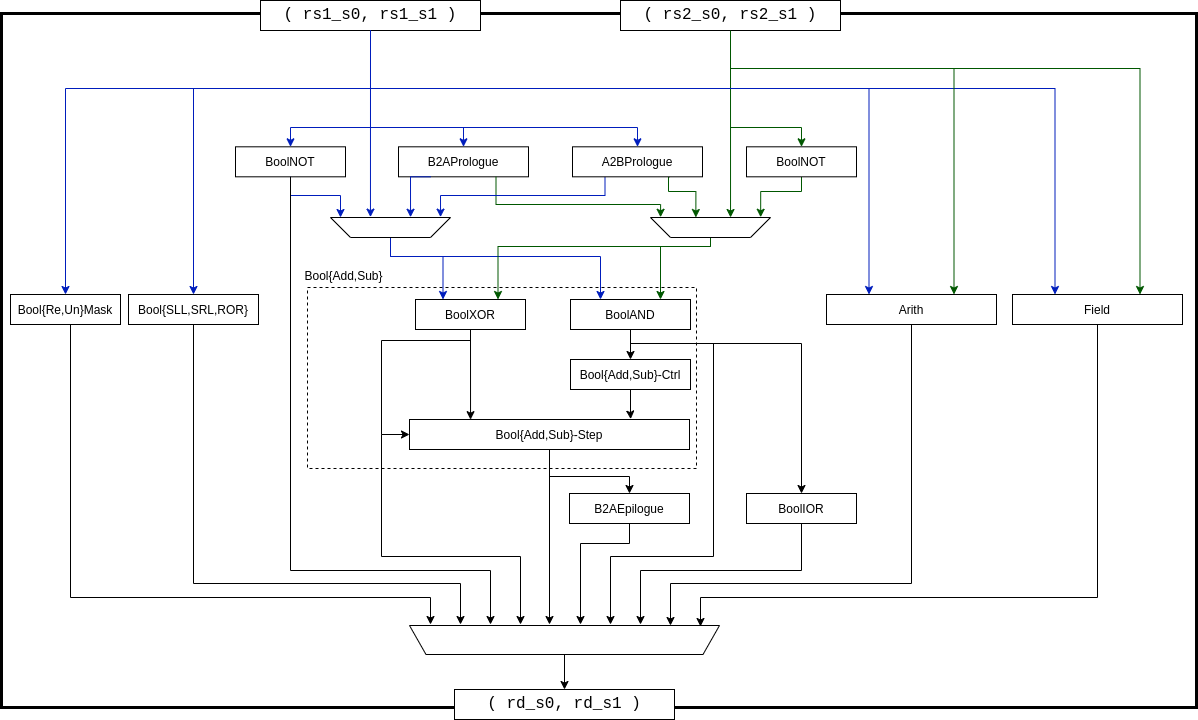 ( rs1_s0, rs1_s1 )
( rs2_s0, rs2_s1 )
BoolNOT
B2APrologue
A2BPrologue
BoolNOT
Bool{Add,Sub}
Bool{Re,Un}Mask
Bool{SLL,SRL,ROR}
BoolXOR
BoolAND
Arith
Field
Bool{Add,Sub}-Ctrl
Bool{Add,Sub}-Step
B2AEpilogue
BoolIOR
( rd_s0, rd_s1 )